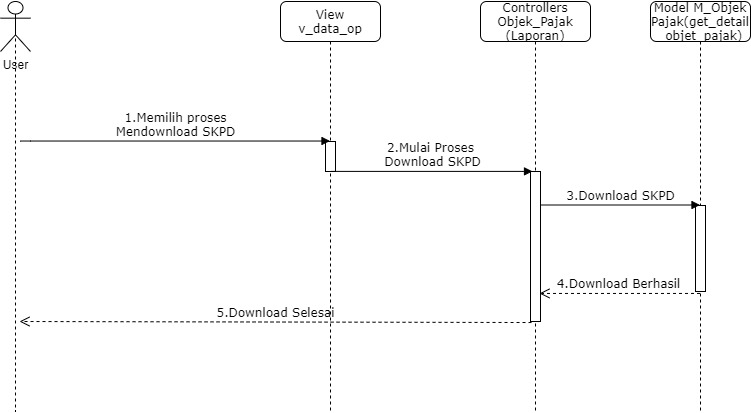 View
v_data_op
Controllers
Objek_Pajak
(Laporan)
Model M_Objek
Pajak(get_detail
objet_pajak)
User
1.Memilih proses
Mendownload SKPD
2.Mulai Proses
Download SKPD
3.Download SKPD
4.Download Berhasil
5.Download Selesai